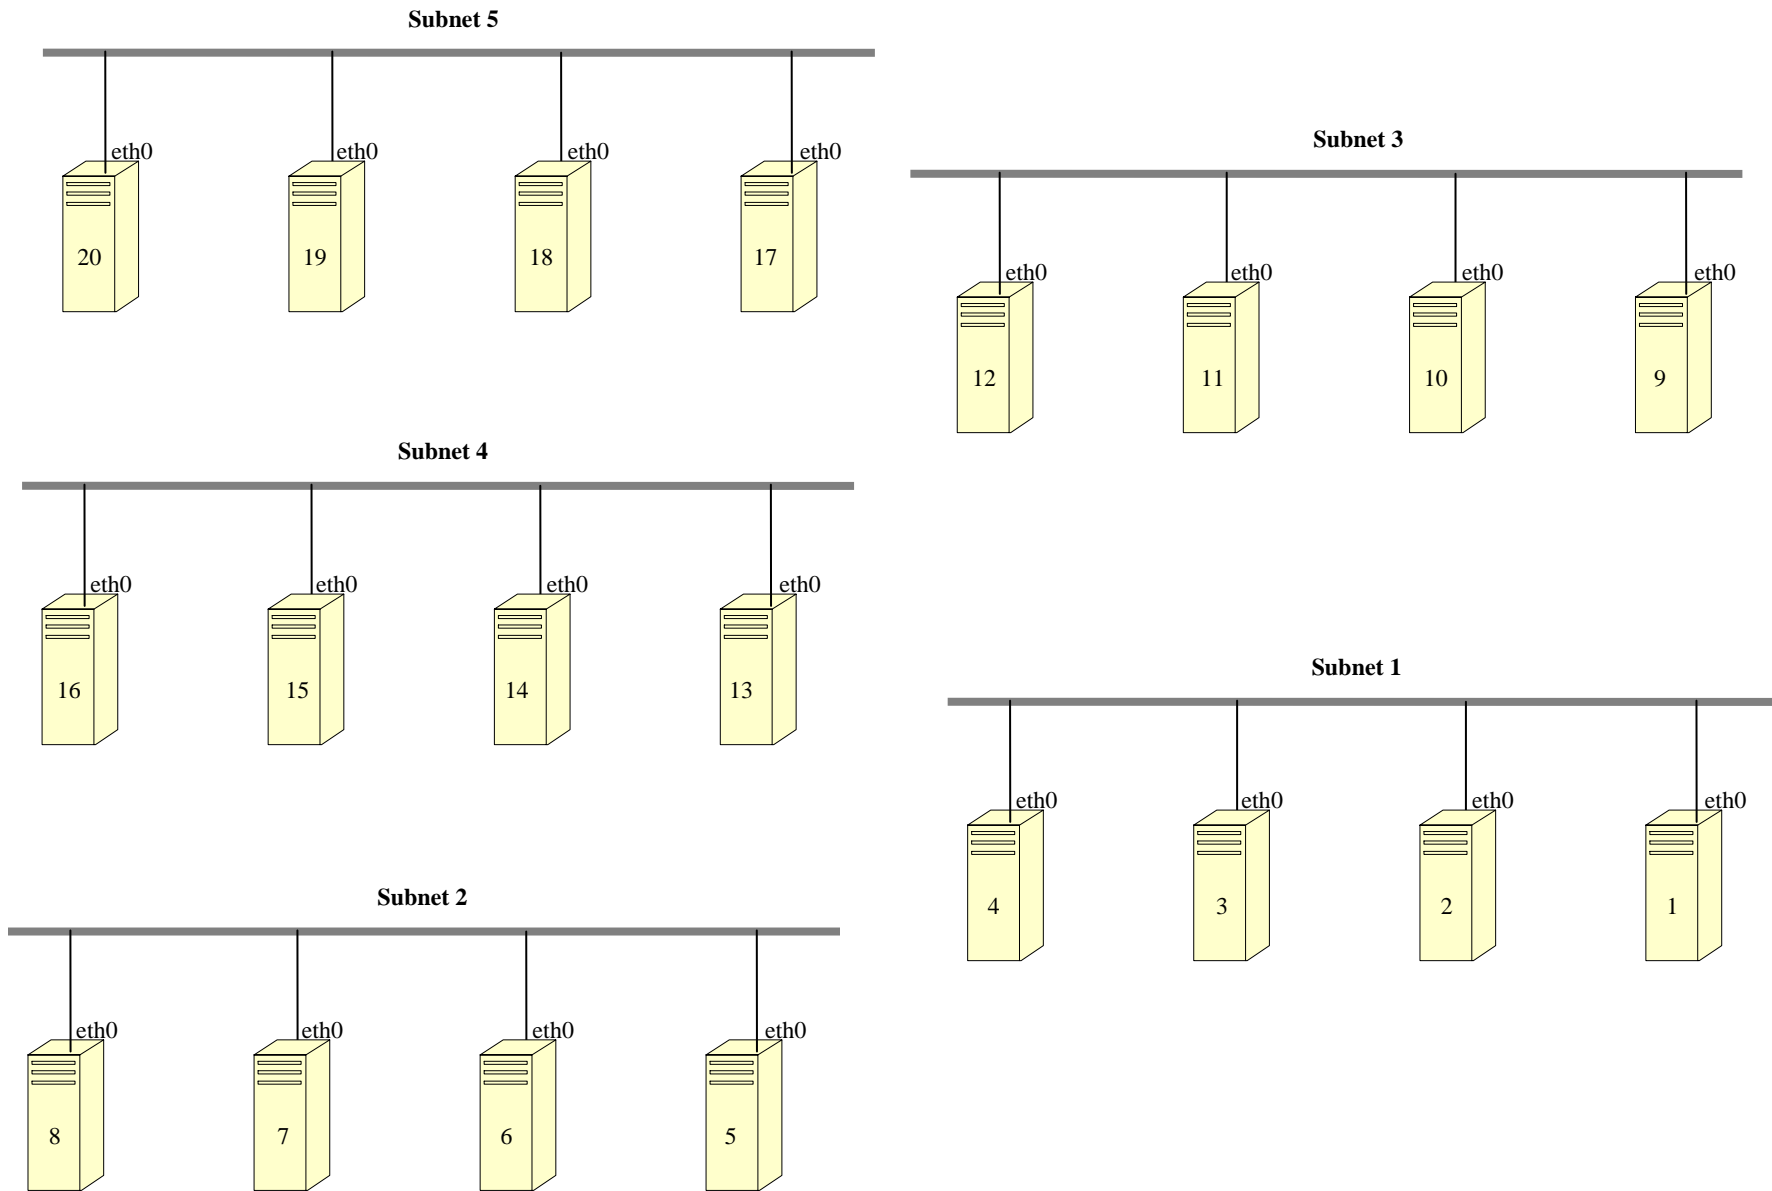 Subnet 5
eth0 eth0 eth0 eth0
20 19 18 17
Subnet 3
eth0 eth0 eth0 eth0
12 11 10 9
Subnet 4
eth0 eth0 eth0 eth0
16 15 14 13
Subnet 1
eth0 eth0 eth0 eth0
4 3 2 1
Subnet 2
eth0 eth0 eth0 eth0
8 7 6 5